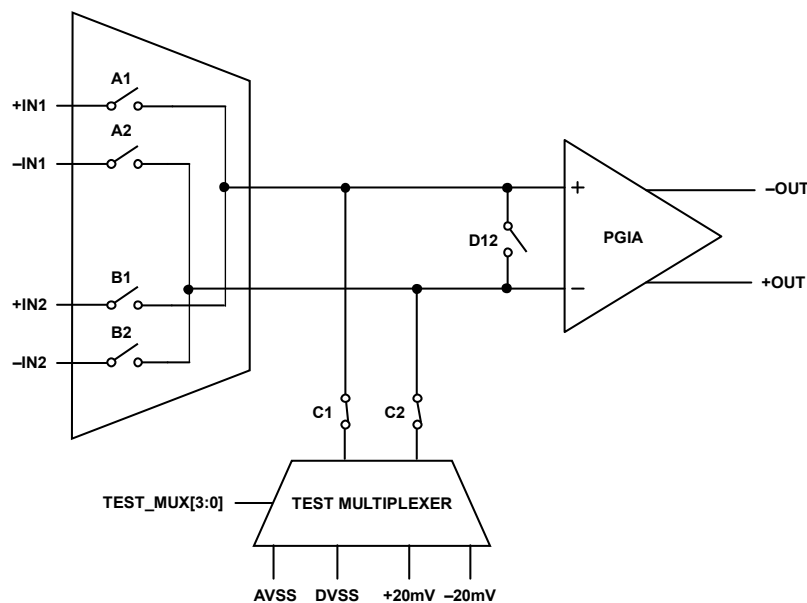 A1
+IN1
A2
–IN1
–OUT
+
PGIA
D12
B1
–
+OUT
+IN2
B2
–IN2
C1
C2
TEST_MUX[3:0]
TEST MULTIPLEXER
AVSS
DVSS
+20mV
–20mV